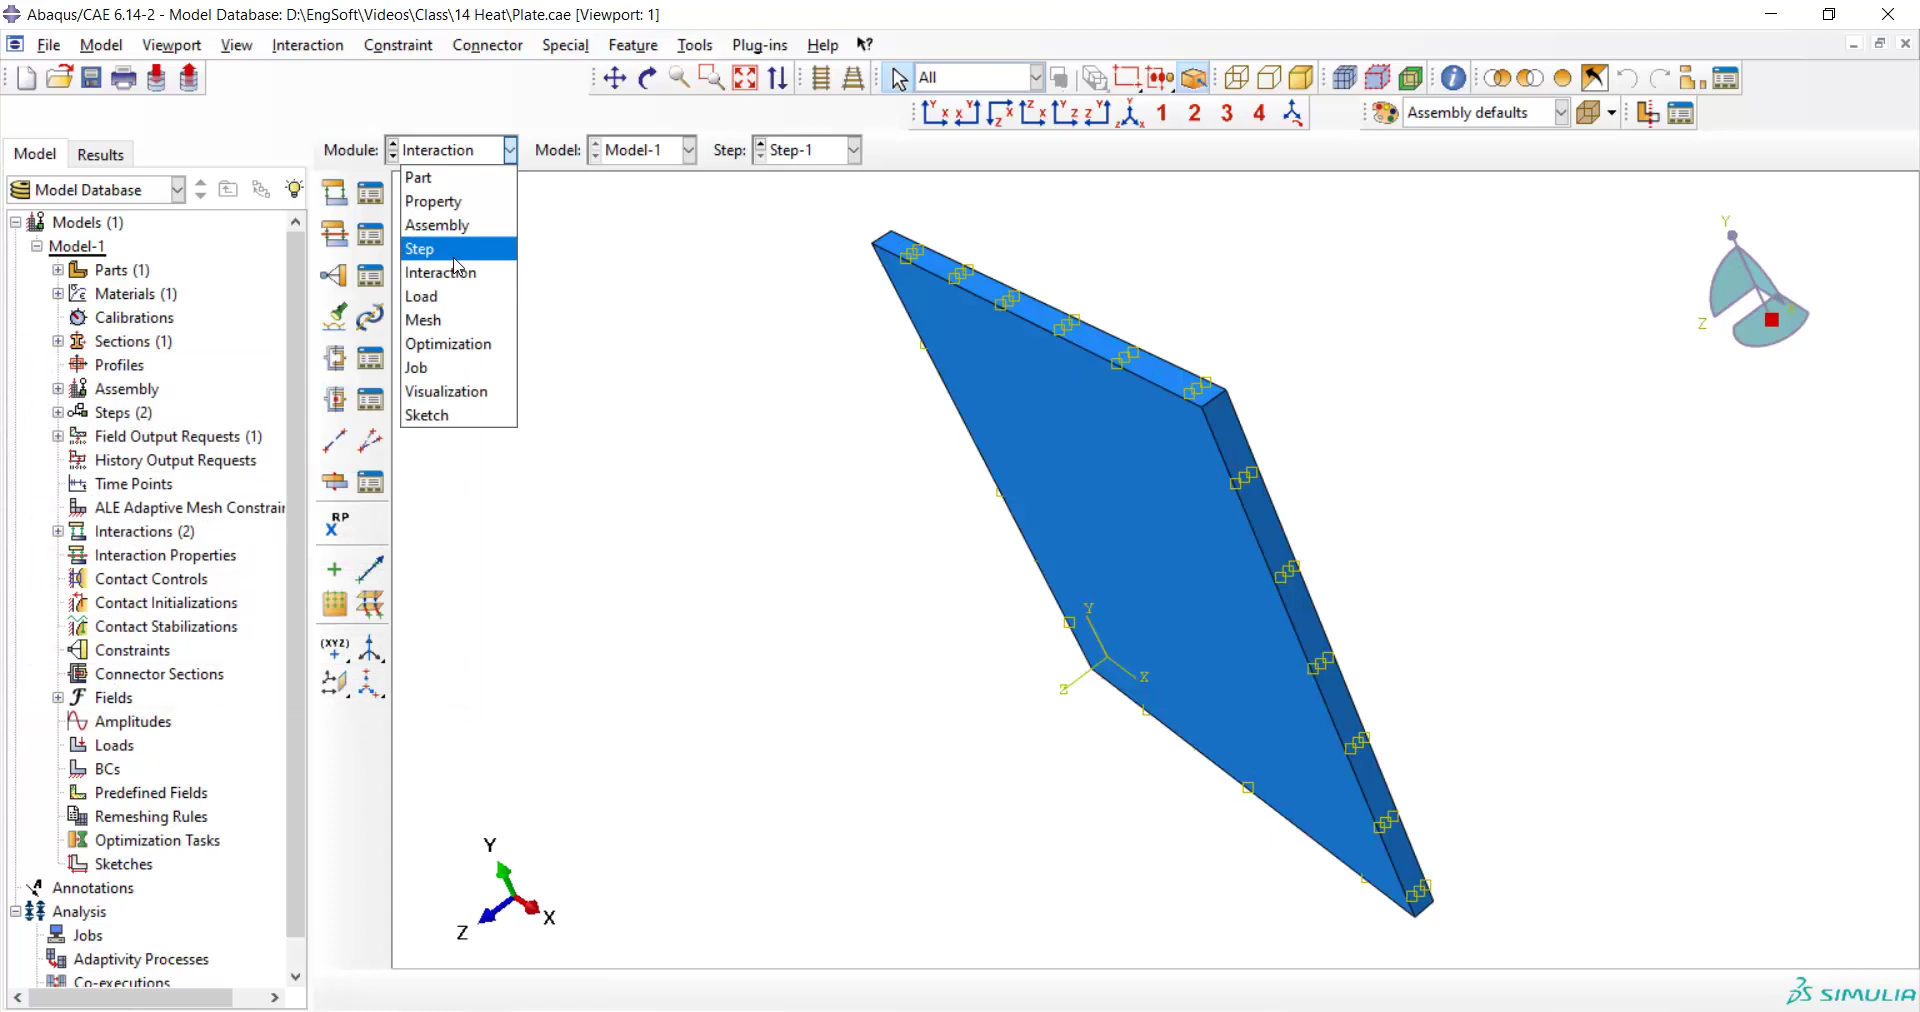 Abaqus/CAE 6.14-2 - Model Database: D:\EngSoft\Videos\Class\14 Heat\Plate.cae [Viewport: 1]
File Model Viewport View Interaction Constraint Connector Special Feature Tools Plug-ins Help
All
Y X X Y Z X Z X Y Z Z Y Y Z X 1 2 3 4
Assembly defaults
Module: Interaction Model: Model-1 Step: Step-1
Model Results
Model Database
Models (1)
Model-1
Parts (1)
Materials (1)
Calibrations
Sections (1)
Profiles
Assembly
Steps (2)
Field Output Requests (1)
History Output Requests
Time Points
ALE Adaptive Mesh Constrair
Interactions (2)
Interaction Properties
Contact Controls
Contact Initializations
Contact Stabilizations
Constraints
Connector Sections
Fields
Amplitudes
Loads
BCs
Predefined Fields
Remeshing Rules
Optimization Tasks
Sketches
Annotations
Analysis
Jobs
Adaptivity Processes
Co-executions
Part
Property
Assembly
Step
Interaction
Load
Mesh
Optimization
Job
Visualization
Sketch
RP
(XYZ)
Y
Z
Y
X
Z
Y
X
Z
SIMULIA